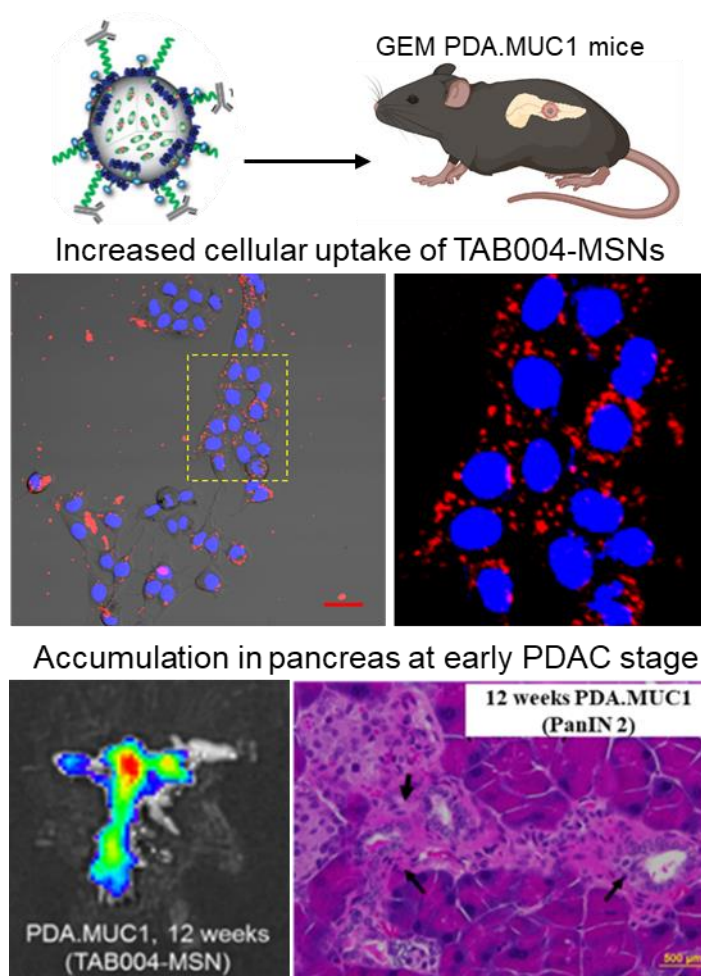 GEM PDA.MUC1 mice
Increased cellular uptake of TAB004-MSNs
Accumulation in pancreas at early PDAC stage
PDA.MUC1, 12 weeks
(TAB004-MSN)
12 weeks PDA.MUC1
(PanIN 2)
500 µm